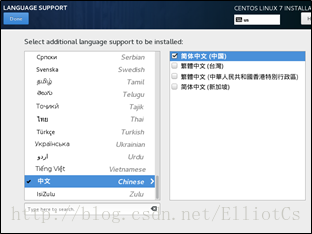 LANGUAGE SUPPORT
CENTOS LINUX 7 INSTALLA
Done
us
Select additional language support to be installed:
Српски Serbian
Svenska Swedish
தமிழ் Tamil
తెలుగు Telugu
Тоҷикӣ Tajik
ไทย Thai
Türkçe Turkish
Українська Ukrainian
اردو Urdu
Tiếng Việt Vietnamese
中文 Chinese
IsiZulu Zulu
Type here to search.
简体中文 (中国)
繁體中文 (台灣)
繁體中文 (中華人民共和國香港特別行政區)
简体中文 (新加坡)
http://blog.csdn.net/ElliotCs